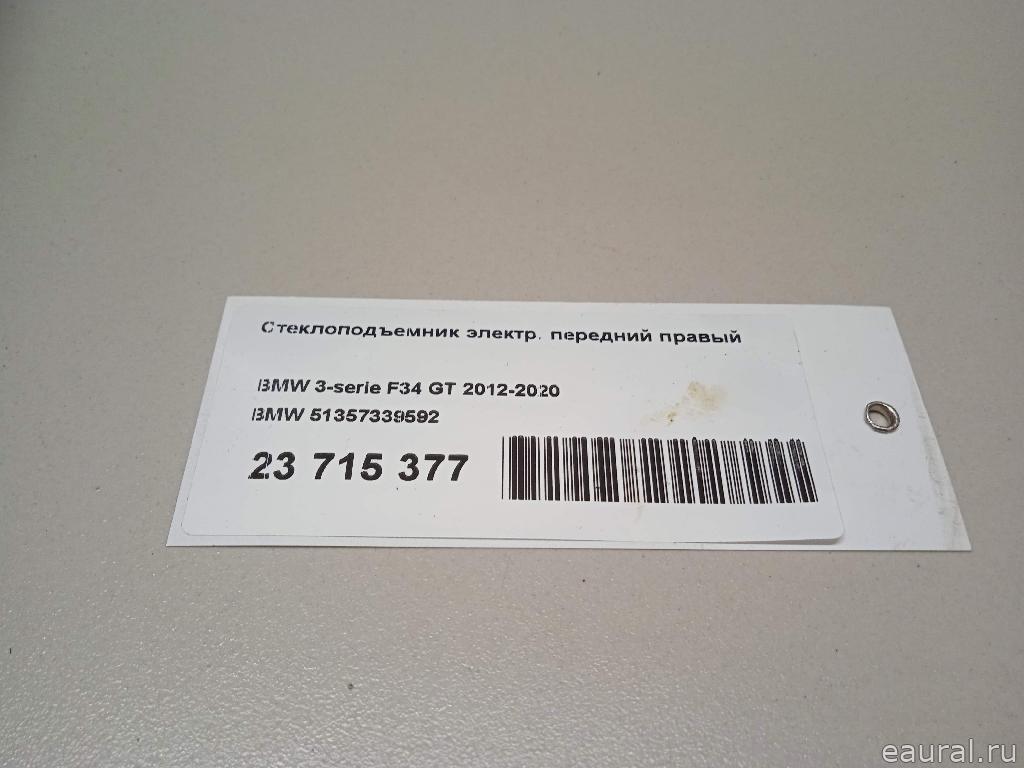 Стеклоподъемник электр. передний правый
BMW 3-serie F34 GT 2012-2020
BMW 51357339592
23 715 377
eaural.ru